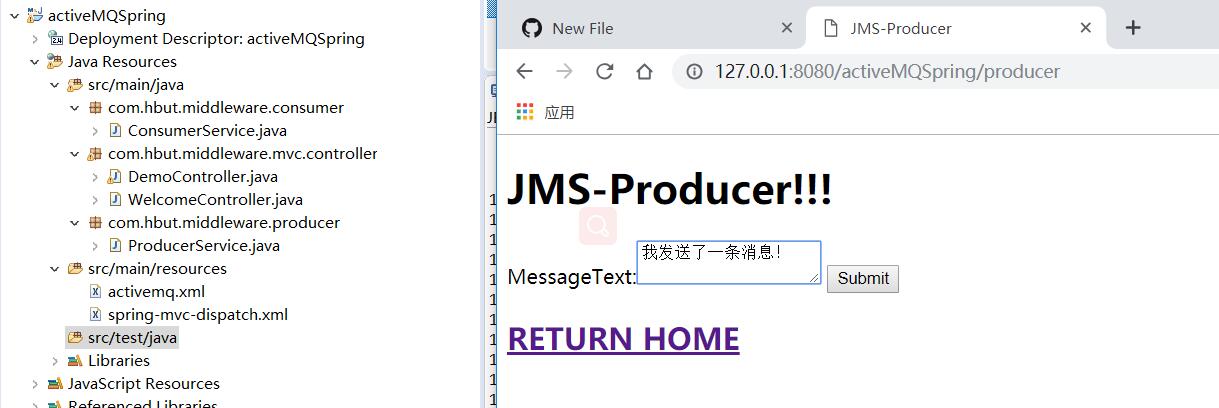 activeMQSpring
Deployment Descriptor: activeMQSpring
Java Resources
src/main/java
com.hbut.middleware.consumer
ConsumerService.java
com.hbut.middleware.mvc.controller
DemoController.java
WelcomeController.java
com.hbut.middleware.producer
ProducerService.java
src/main/resources
activemq.xml
spring-mvc-dispatch.xml
src/test/java
Libraries
JavaScript Resources
Referenced Libraries
New File
JMS-Producer
127.0.0.1:8080/activeMQSpring/producer
应用
JMS-Producer!!!
MessageText:
我发送了一条消息!
Submit
RETURN HOME